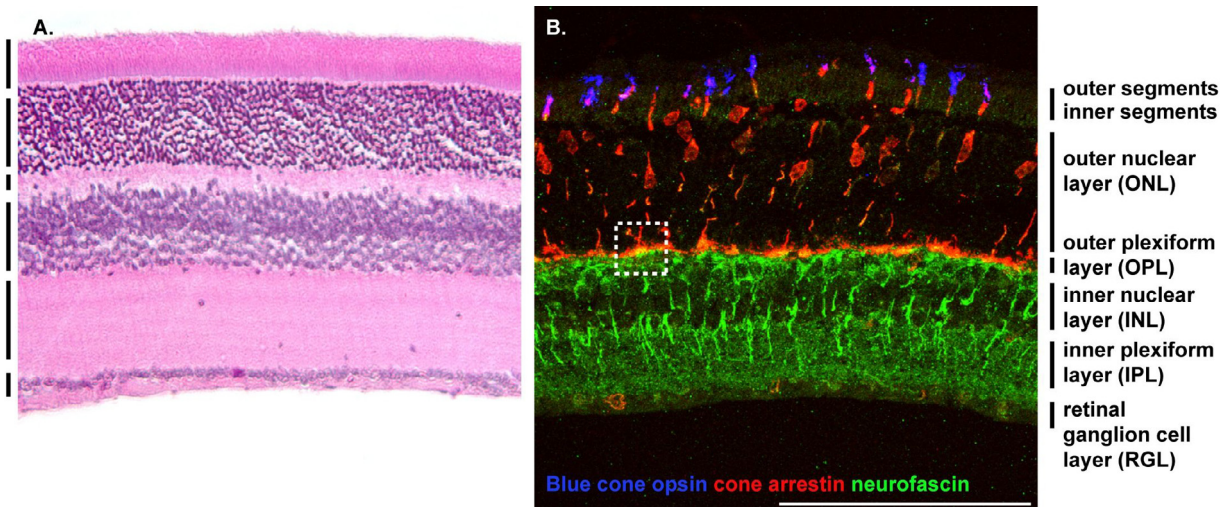 A.
B.
outer segments
inner segments
outer nuclear
layer (ONL)
outer plexiform
layer (OPL)
inner nuclear
layer (INL)
inner plexiform
layer (IPL)
retinal
ganglion cell
layer (RGL)
Blue cone opsin cone arrestin neurofascin